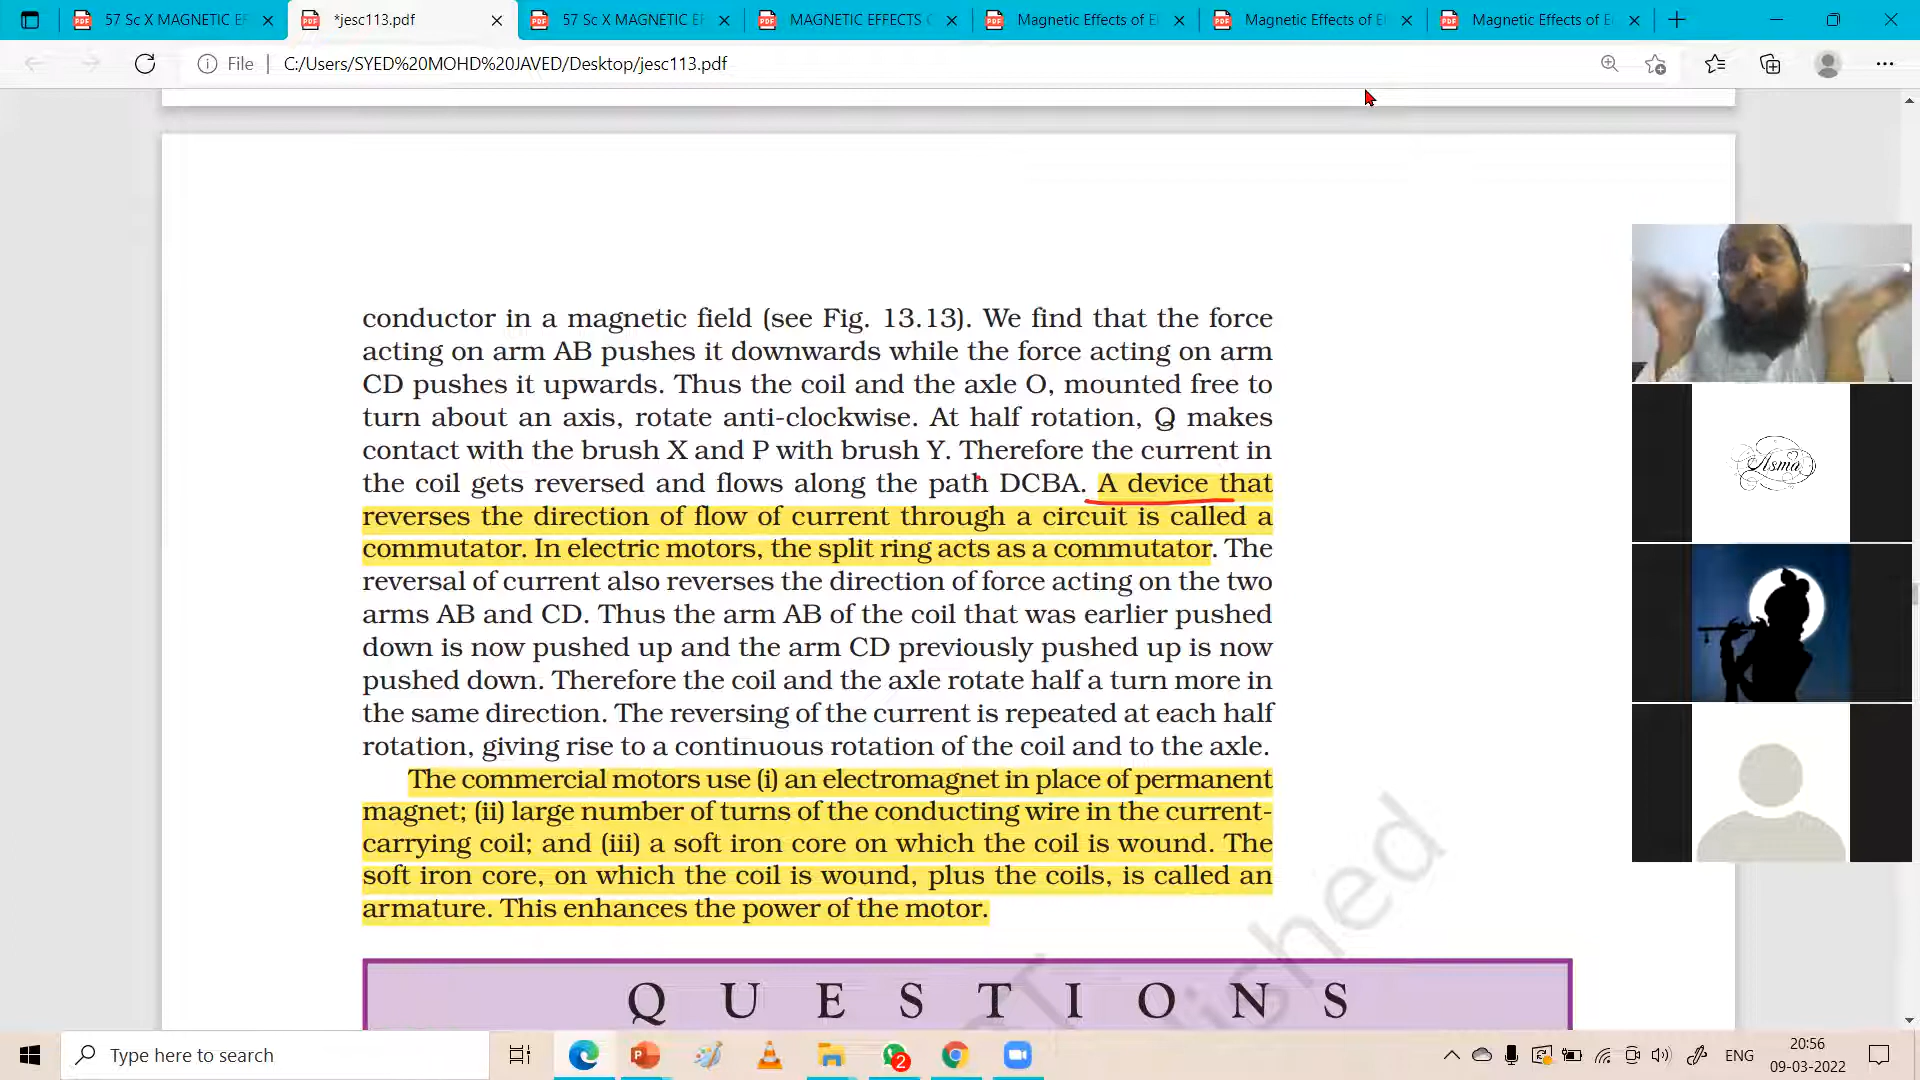 57 Sc X MAGNETIC EF
*jesc113.pdf
57 Sc X MAGNETIC EF
MAGNETIC EFFECTS O
Magnetic Effects of El
Magnetic Effects of El
Magnetic Effects of El
File
C:/Users/SYED%20MOHD%20JAVED/Desktop/jesc113.pdf
conductor in a magnetic field (see Fig. 13.13). We find that the force
acting on arm AB pushes it downwards while the force acting on arm
CD pushes it upwards. Thus the coil and the axle O, mounted free to
turn about an axis, rotate anti-clockwise. At half rotation, Q makes
contact with the brush X and P with brush Y. Therefore the current in
the coil gets reversed and flows along the path DCBA. A device that
reverses the direction of flow of current through a circuit is called a
commutator. In electric motors, the split ring acts as a commutator. The
reversal of current also reverses the direction of force acting on the two
arms AB and CD. Thus the arm AB of the coil that was earlier pushed
down is now pushed up and the arm CD previously pushed up is now
pushed down. Therefore the coil and the axle rotate half a turn more in
the same direction. The reversing of the current is repeated at each half
rotation, giving rise to a continuous rotation of the coil and to the axle.
The commercial motors use (i) an electromagnet in place of permanent
magnet; (ii) large number of turns of the conducting wire in the current-
carrying coil; and (iii) a soft iron core on which the coil is wound. The
soft iron core, on which the coil is wound, plus the coils, is called an
armature. This enhances the power of the motor.
QUESTIONS
Asma
Type here to search
2
ENG
20:56
09-03-2022